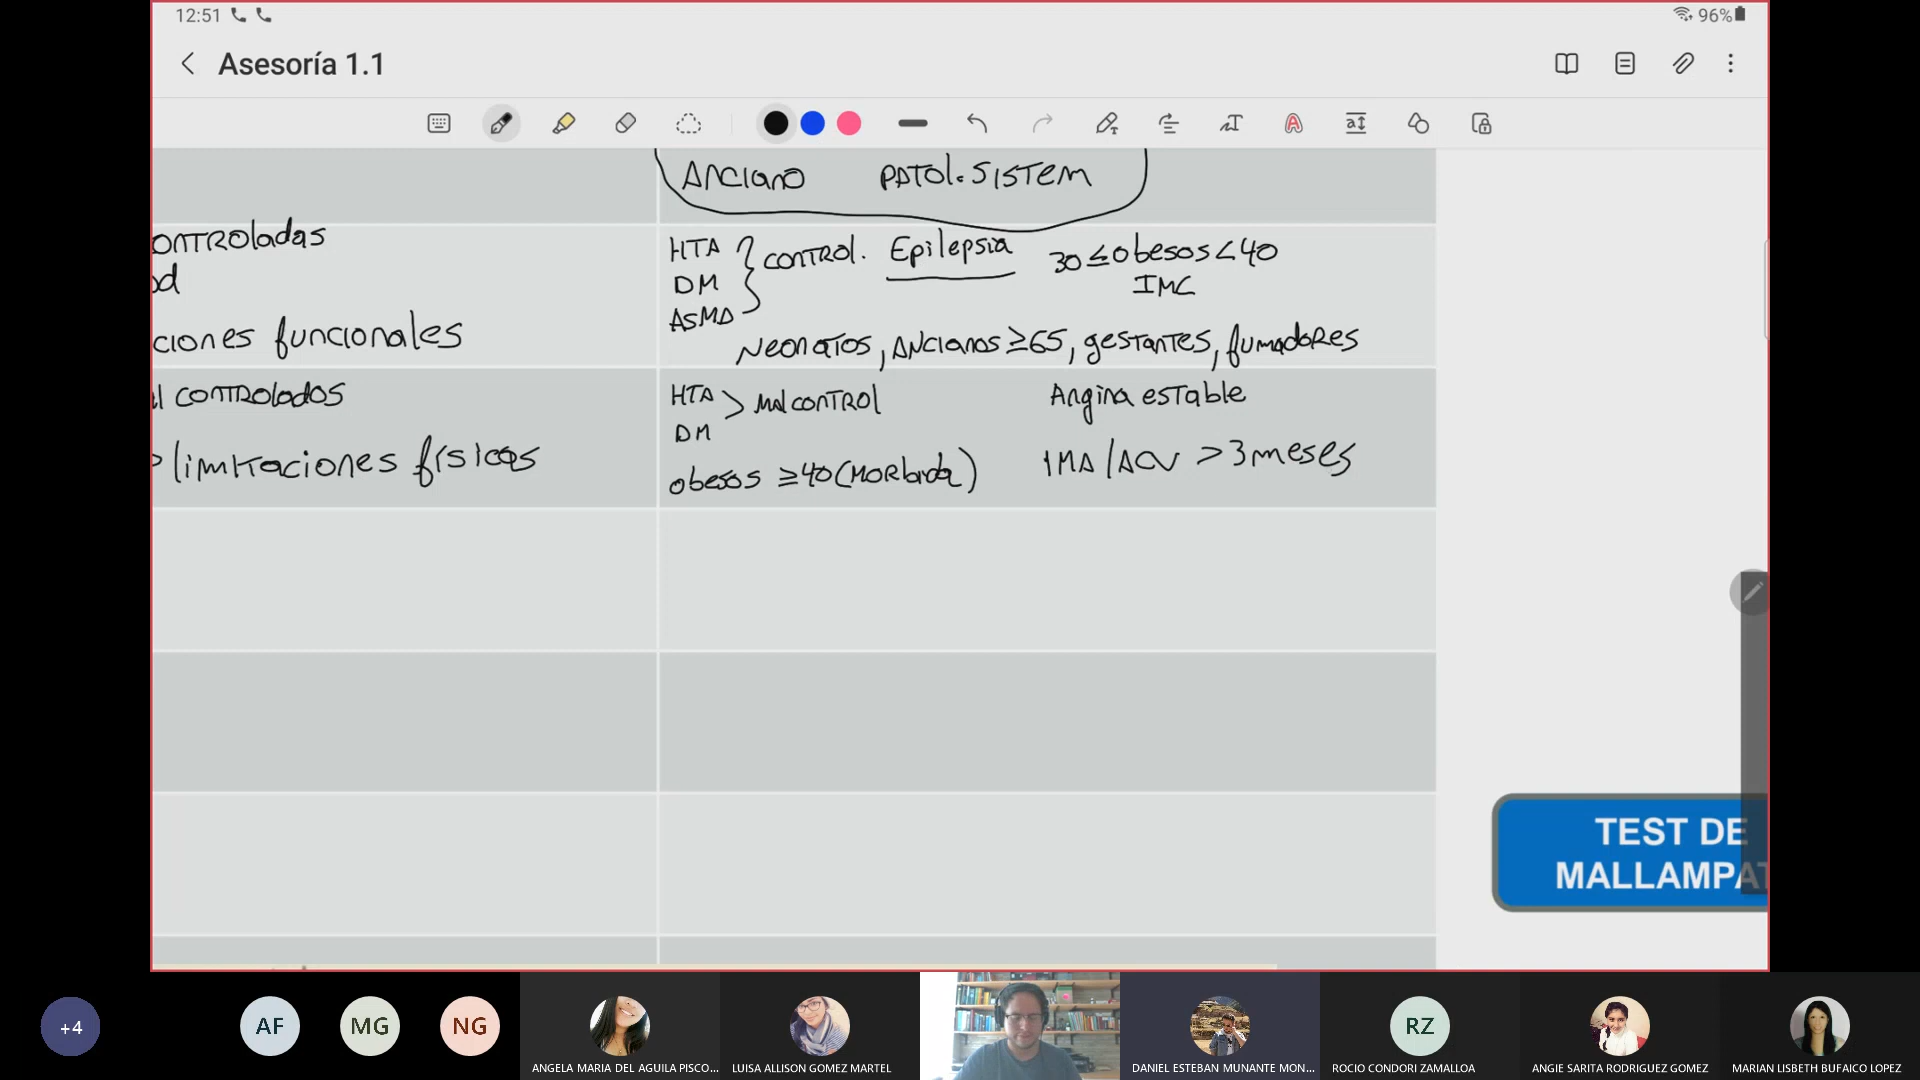 12:51
96%
Asesoría 1.1
ANCIANO PATOL. SISTEM
ONTROLADAS
od
ciones funcionales
HTA
DM
ASMA
CONTROL. Epilepsia
30 ≤ obesos < 40
IMC
Neonatos, ANCIANOS ≥65, gestantes, fumadores
l CONTROLADOS
limitaciones físicas
HTA > Mal CONTROL
DM
obesos ≥40 (MORbida)
Angina estable
IMA/ACV > 3 meses
TEST DE
MALLAMPAT
+4
AF
MG
NG
ANGELA MARIA DEL AGUILA PISCO...
LUISA ALLISON GOMEZ MARTEL
DANIEL ESTEBAN MUNANTE MON...
RZ
ROCIO CONDORI ZAMALLOA
ANGIE SARITA RODRIGUEZ GOMEZ
MARIAN LISBETH BUFAICO LOPEZ